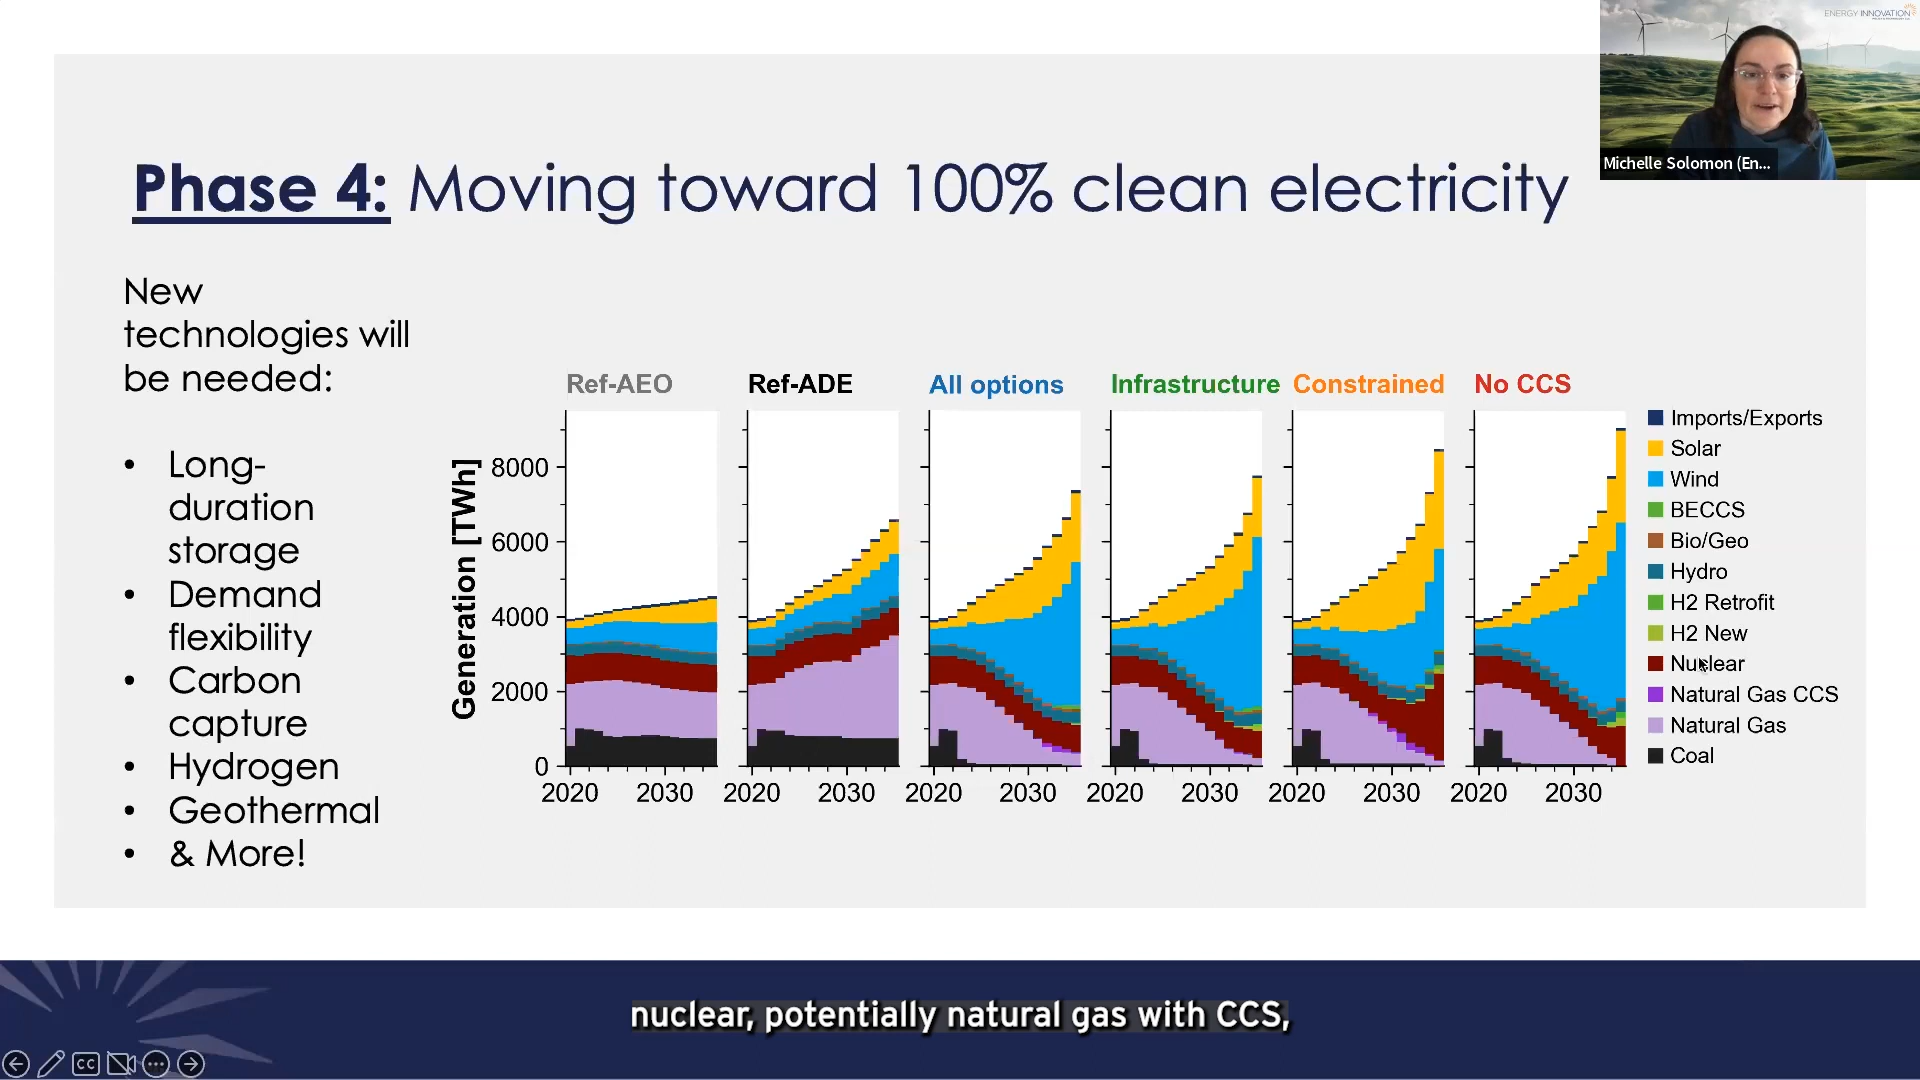 ENERGY INNOVATION
Michelle Solomon (En...
Phase 4: Moving toward 100% clean electricity
New
technologies will
be needed:
• Long-
duration
storage
• Demand
flexibility
• Carbon
capture
• Hydrogen
• Geothermal
• & More!
Ref-AEO
Ref-ADE
All options
Infrastructure
Constrained
No CCS
Generation [TWh]
8000
6000
4000
2000
0
2020 2030 2020 2030 2020 2030 2020 2030 2020 2030 2020 2030
Imports/Exports
Solar
Wind
BECCS
Bio/Geo
Hydro
H2 Retrofit
H2 New
Nuclear
Natural Gas CCS
Natural Gas
Coal
nuclear, potentially natural gas with CCS,
CC